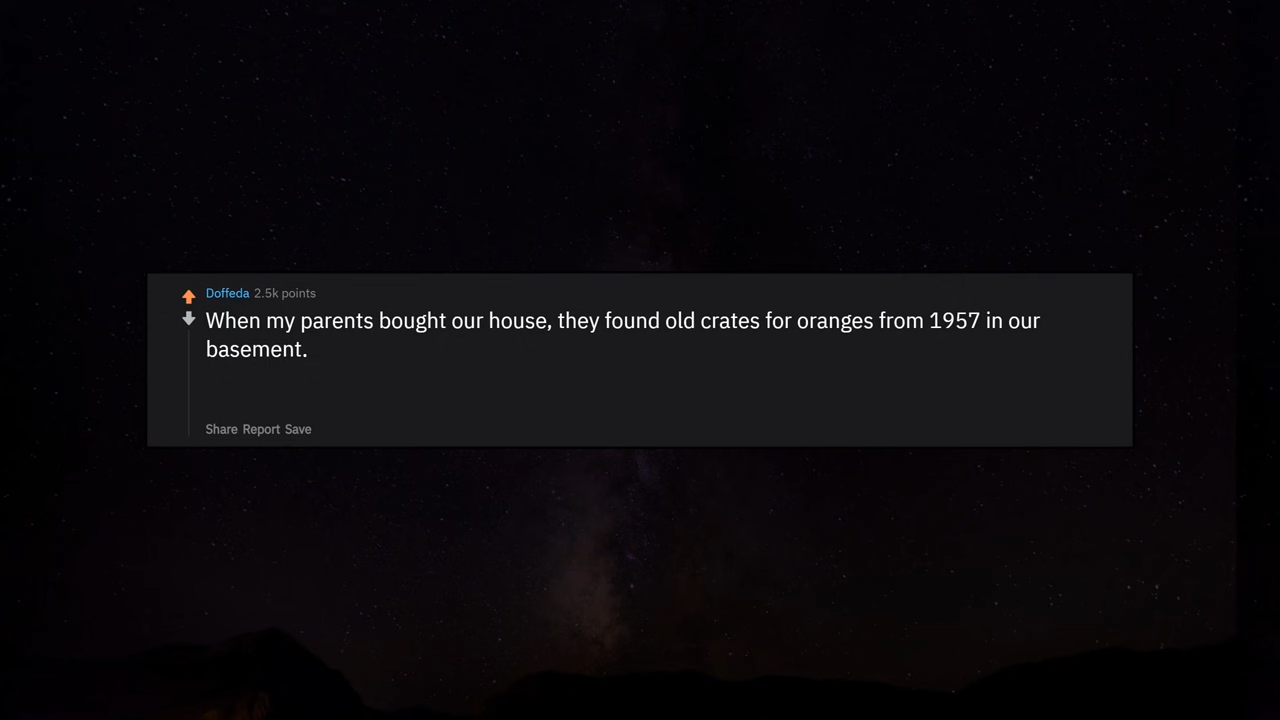 Doffeda 2.5k points
When my parents bought our house, they found old crates for oranges from 1957 in our
basement.
Share Report Save